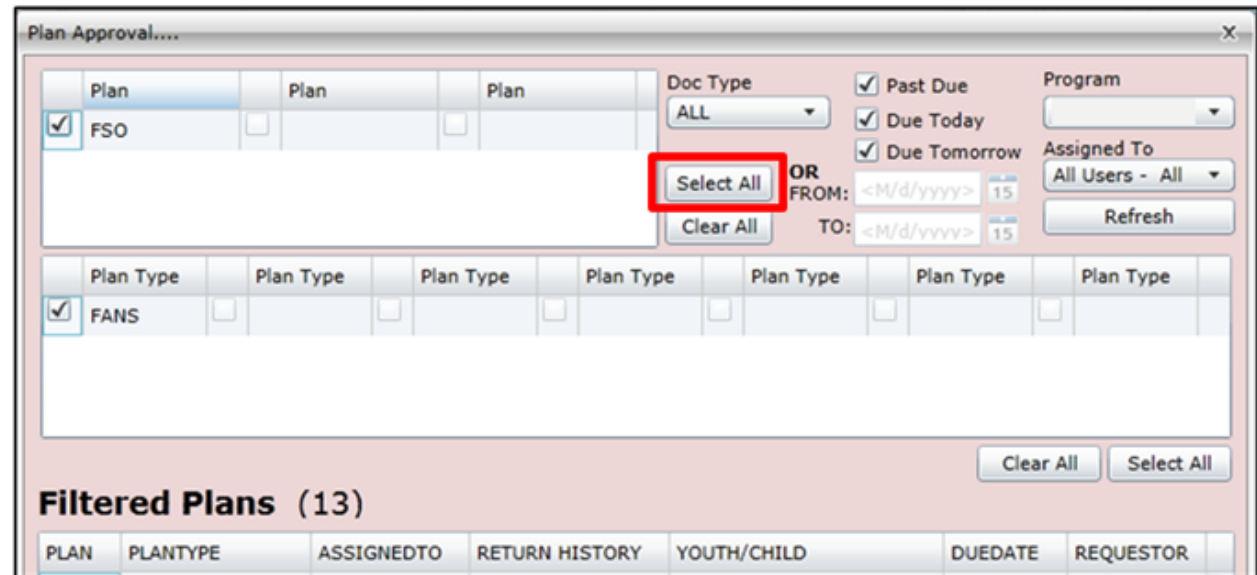 Plan Approval.... X
Plan Plan Plan
FSO
Doc Type
ALL
Select All
Clear All
Past Due
Due Today
Due Tomorrow
OR
FROM: <M/d/yyyy> 15
TO: <M/d/yyyy> 15
Program
Assigned To
All Users - All
Refresh
Plan Type Plan Type Plan Type Plan Type Plan Type Plan Type Plan Type
FANS
Clear All Select All
Filtered Plans (13)
PLAN PLANTYPE ASSIGNEDTO RETURN HISTORY YOUTH/CHILD DUEDATE REQUESTOR